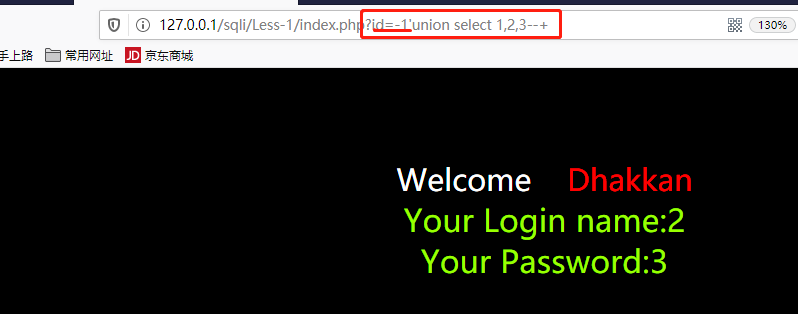 127.0.0.1/sqli/Less-1/index.php?id=-1'union select 1,2,3--+
130%
手上路 常用网址 JD 京东商城
Welcome Dhakkan
Your Login name:2
Your Password:3